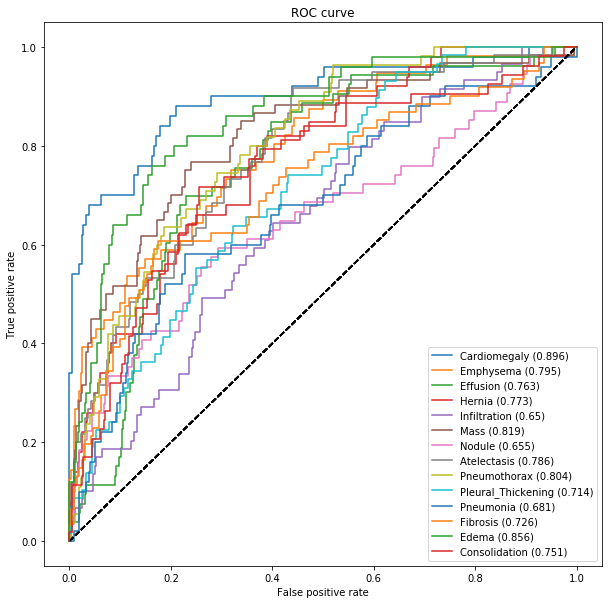 ROC curve
True positive rate
1.0
0.8
0.6
0.4
0.2
0.0
Cardiomegaly (0.896)
Emphysema (0.795)
Effusion (0.763)
Hernia (0.773)
Infiltration (0.65)
Mass (0.819)
Nodule (0.655)
Atelectasis (0.786)
Pneumothorax (0.804)
Pleural_Thickening (0.714)
Pneumonia (0.681)
Fibrosis (0.726)
Edema (0.856)
Consolidation (0.751)
0.0 0.2 0.4 0.6 0.8 1.0
False positive rate